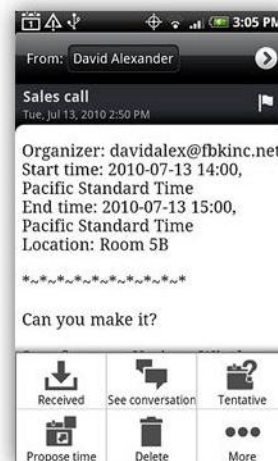 3:05 PM
From: David Alexander
Sales call
Tue, Jul 13, 2010 2:50 PM
Organizer: davidalex@fbkinc.net
Start time: 2010-07-13 14:00,
Pacific Standard Time
End time: 2010-07-13 15:00,
Pacific Standard Time
Location: Room 5B
*~*~*~*~*~*~*~*~*~*
Can you make it?
Received
See conversation
Tentative
Propose time
Delete
More